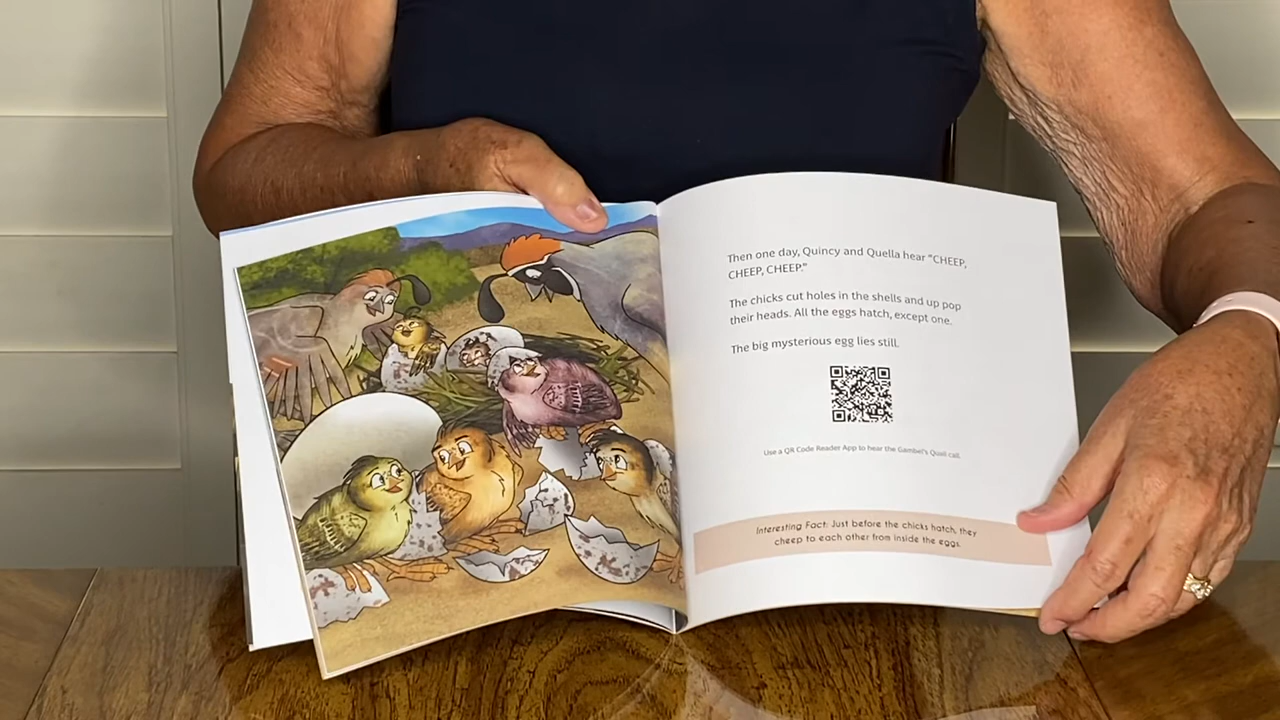 Then one day, Quincy and Quella hear "CHEEP,
CHEEP, CHEEP."
The chicks cut holes in the shells and up pop
their heads. All the eggs hatch, except one.
The big mysterious egg lies still.
Use a QR Code Reader App to hear the Gambel's Quail call.
Interesting Fact: Just before the chicks hatch, they
cheep to each other from inside the eggs.